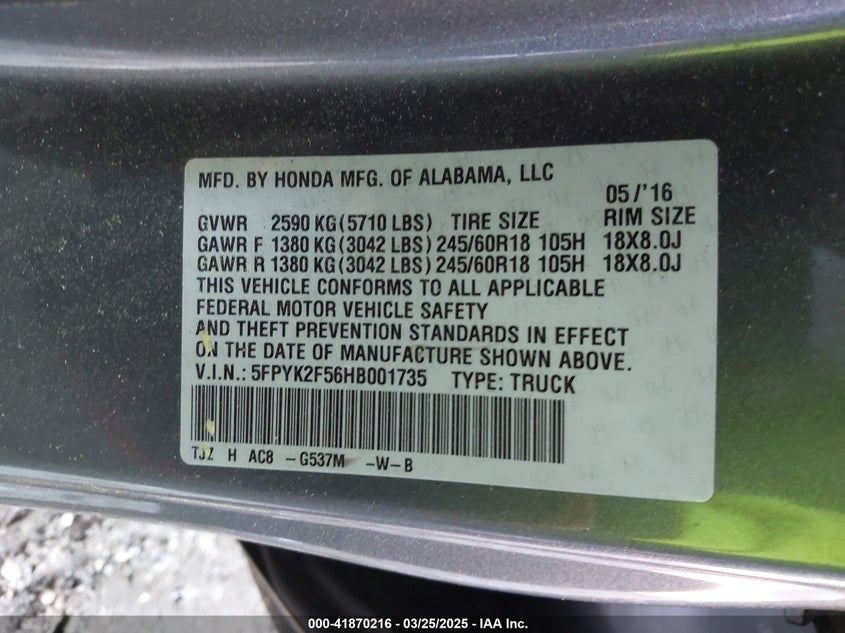 MFD. BY HONDA MFG. OF ALABAMA, LLC
05/'16
GVWR 2590 KG(5710 LBS) TIRE SIZE RIM SIZE
GAWR F 1380 KG(3042 LBS) 245/60R18 105H 18X8.0J
GAWR R 1380 KG(3042 LBS) 245/60R18 105H 18X8.0J
THIS VEHICLE CONFORMS TO ALL APPLICABLE
FEDERAL MOTOR VEHICLE SAFETY
AND THEFT PREVENTION STANDARDS IN EFFECT
ON THE DATE OF MANUFACTURE SHOWN ABOVE.
V.I.N.: 5FPYK2F56HB001735 TYPE: TRUCK
TJZ H AC8 -G537M -W-B
000-41870216 - 03/25/2025 - IAA Inc.